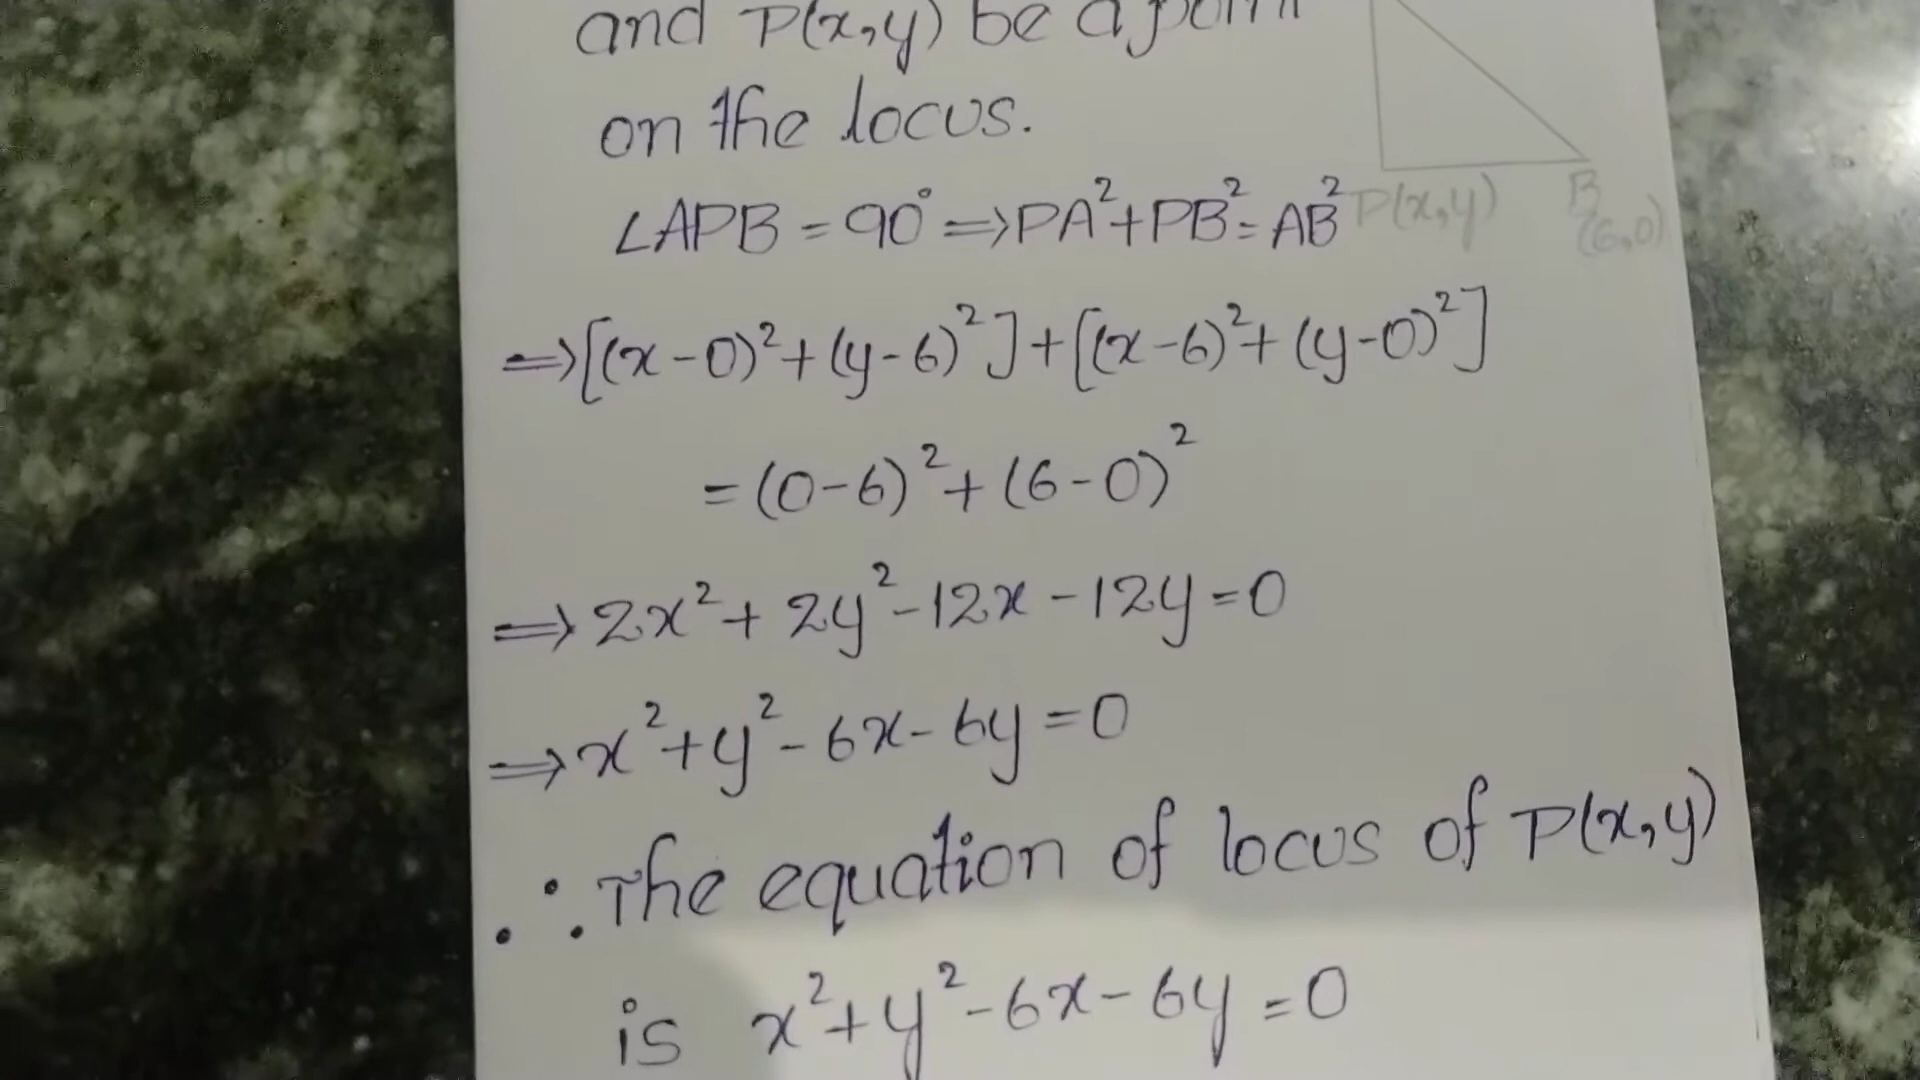 and P(x,y) be a point
on the locus.
∠APB = 90° ⟹ PA²+PB²= AB²
P(x,y)
B
(6,0)
⟹[(x-0)²+(y-6)²]+[(x-6)²+(y-0)²]
=(0-6)²+(6-0)²
⟹2x²+2y²-12x-12y=0
⟹x²+y²-6x-6y=0
∴The equation of locus of P(x,y)
is x²+y²-6x-6y=0